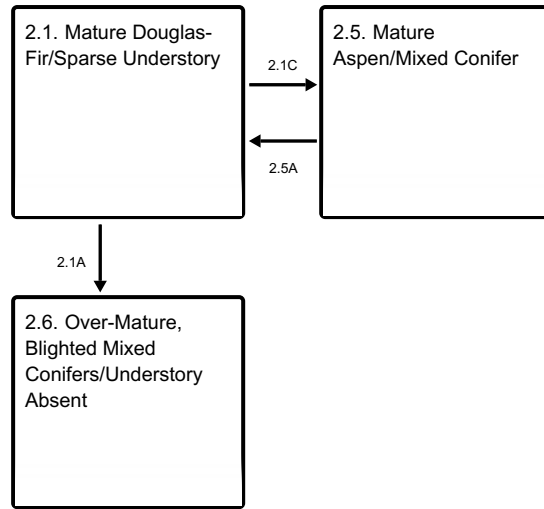 2.1. Mature Douglas-
Fir/Sparse Understory
2.1C
2.5. Mature
Aspen/Mixed Conifer
2.5A
2.1A
2.6. Over-Mature,
Blighted Mixed
Conifers/Understory
Absent